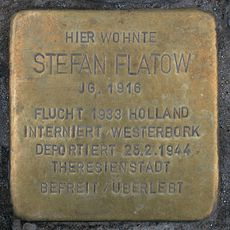 HIER WOHNTE
STEFAN FLATOW
JG. 1916
FLUCHT 1933 HOLLAND
INTERNIERT WESTERBORK
DEPORTIERT 25.2.1944
THERESIENSTADT
BEFREIT / ÜBERLEBT